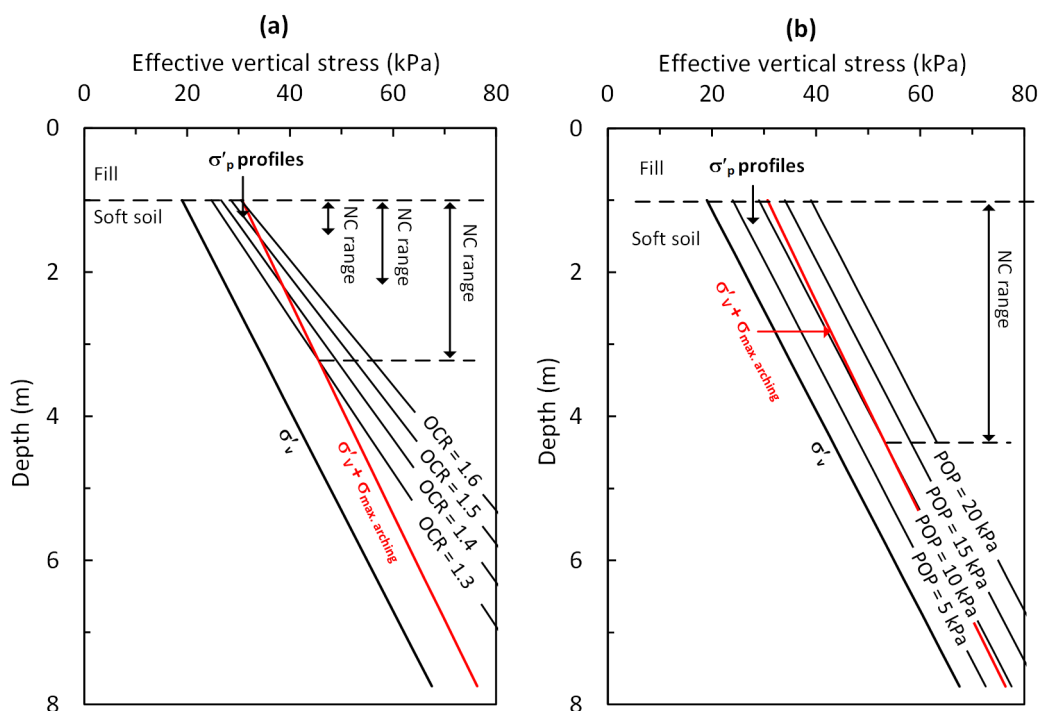 (a)
Effective vertical stress (kPa)
0 20 40 60 80
0
2
4
6
8
Depth (m)
Fill
Soft soil
σ′p profiles
NC range
NC range
NC range
σ′v
σ′V + σmax. arching
OCR = 1.6
OCR = 1.5
OCR = 1.4
OCR = 1.3
(b)
Effective vertical stress (kPa)
0 20 40 60 80
0
2
4
6
8
Depth (m)
Fill
Soft soil
σ′p profiles
NC range
σ′V + σmax. arching
σ′v
POP = 20 kPa
POP = 15 kPa
POP = 10 kPa
POP = 5 kPa